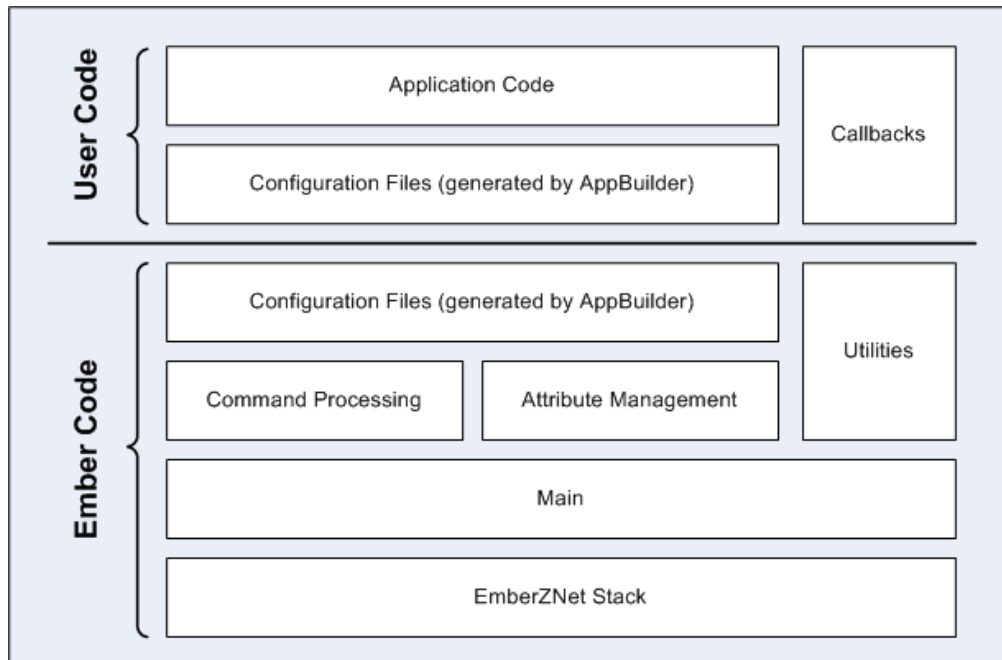 User Code
Application Code
Callbacks
Configuration Files (generated by AppBuilder)
Ember Code
Configuration Files (generated by AppBuilder)
Utilities
Command Processing
Attribute Management
Main
EmberZNet Stack